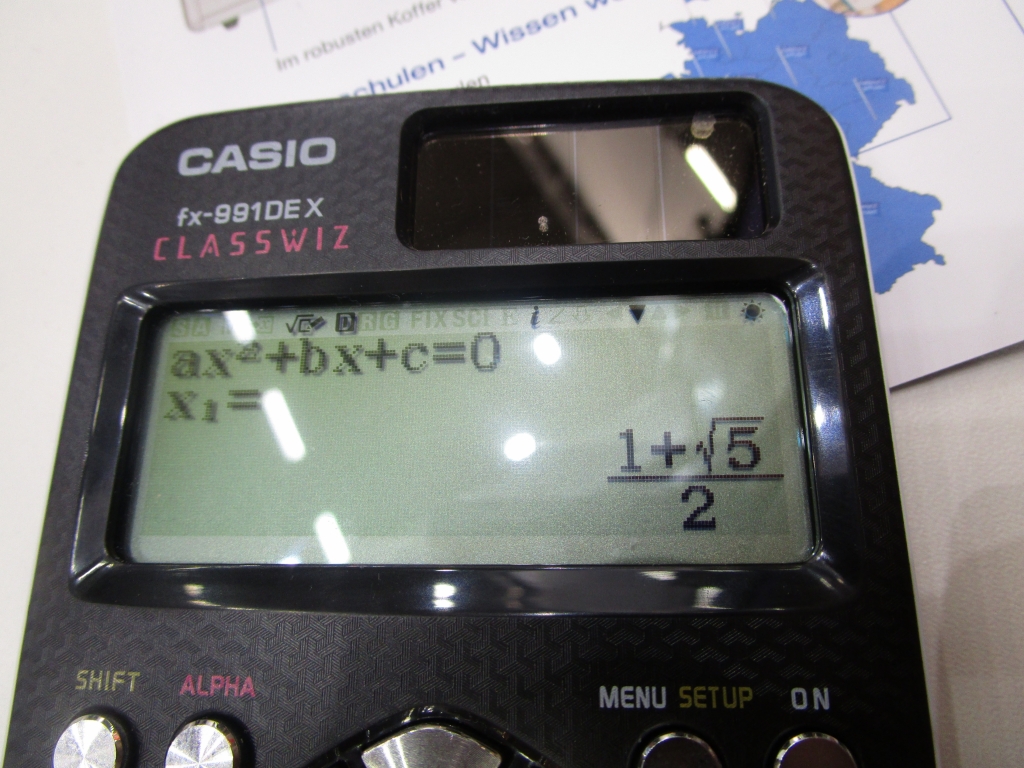 Im robusten Koffer
schulen – Wissen
CASIO
fx-991DE X
CLASSWIZ
√ D i ▼
ax²+bx+c=0
x₁=
1+√5
2
SHIFT ALPHA MENU SETUP ON